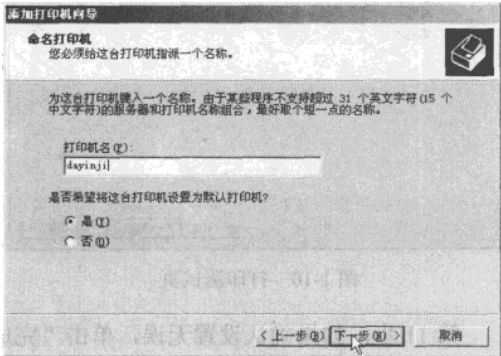 添加打印机向导
命名打印机
您必须给这台打印机指派一个名称。
为这台打印机键入一个名称。由于某些程序不支持超过 31 个英文字符(15 个
中文字符)的服务器和打印机名称组合，最好取个短一点的名称。
打印机名(P):
dayinji
是否希望将这台打印机设置为默认打印机?
是(Y)
否(O)
<上一步(B) 下一步(N)> 取消